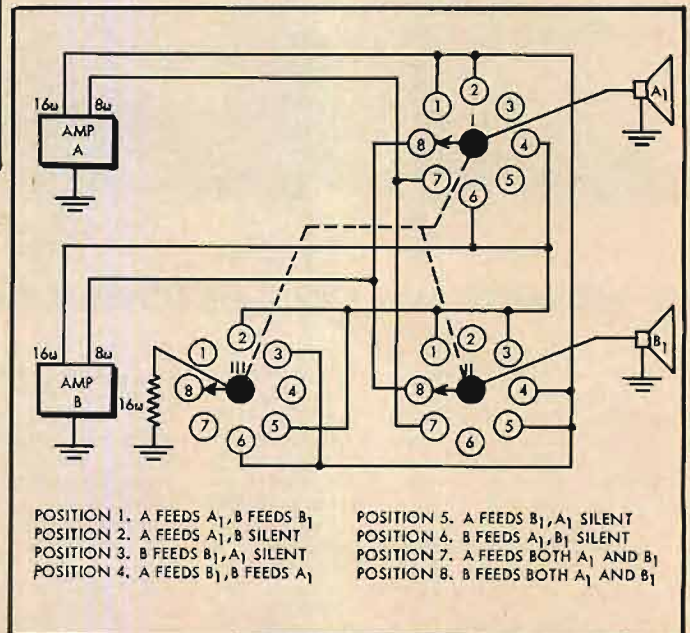 16ω 8ω
AMP
A
A1
1 2 3 4 5 6 7 8
I
16ω 8ω
AMP
B
16ω
1 2 3 4 5 6 7 8
III
1 2 3 4 5 6 7 8
II
B1
POSITION 1. A FEEDS A1, B FEEDS B1
POSITION 2. A FEEDS A1, B SILENT
POSITION 3. B FEEDS B1, A1 SILENT
POSITION 4. A FEEDS B1, B FEEDS A1
POSITION 5. A FEEDS B1, A1 SILENT
POSITION 6. B FEEDS A1, B1 SILENT
POSITION 7. A FEEDS BOTH A1 AND B1
POSITION 8. B FEEDS BOTH A1 AND B1